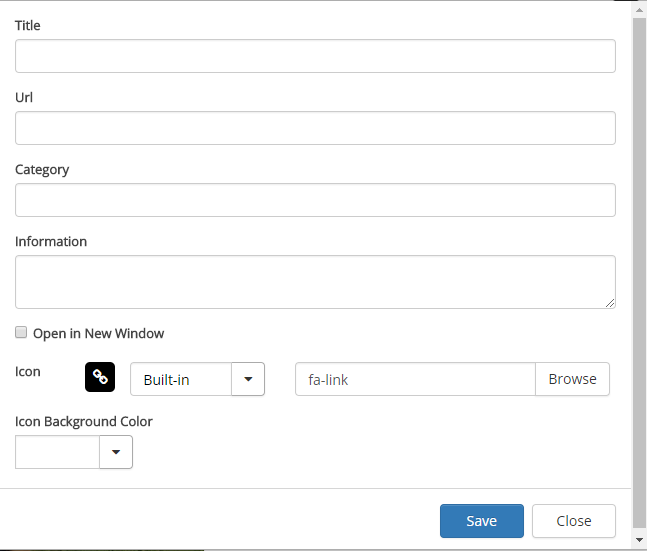 Title
Url
Category
Information
Open in New Window
Icon
Built-in
fa-link
Browse
Icon Background Color
Save
Close